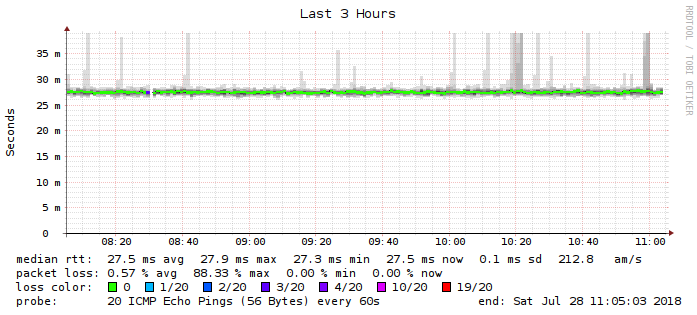 Last 3 Hours
RRDTOOL / TOBI OETIKER
Seconds
35 m
30 m
25 m
20 m
15 m
10 m
5 m
0
08:20 08:40 09:00 09:20 09:40 10:00 10:20 10:40 11:00
median rtt: 27.5 ms avg 27.9 ms max 27.3 ms min 27.5 ms now 0.1 ms sd 212.8 am/s
packet loss: 0.57 % avg 88.33 % max 0.00 % min 0.00 % now
loss color: 0 1/20 2/20 3/20 4/20 10/20 19/20
probe: 20 ICMP Echo Pings (56 Bytes) every 60s end: Sat Jul 28 11:05:03 2018